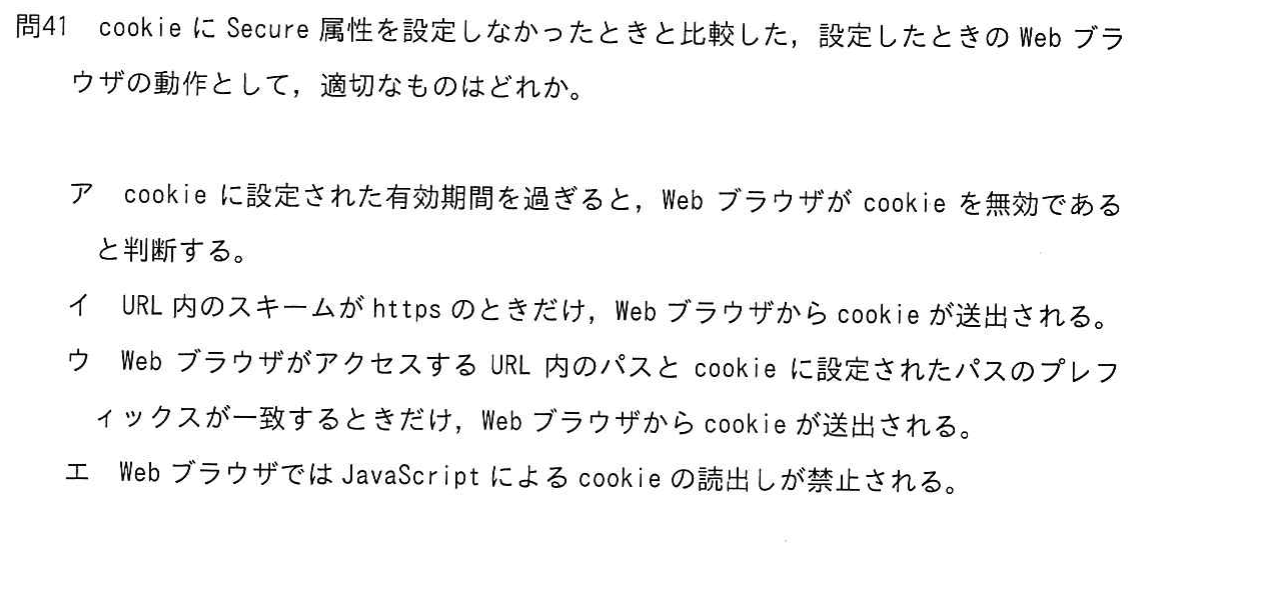 問41 cookie に Secure 属性を設定しなかったときと比較した，設定したときの Web ブラ
ウザの動作として，適切なものはどれか。
ア cookie に設定された有効期間を過ぎると，Web ブラウザが cookie を無効である
と判断する。
イ URL 内のスキームが https のときだけ，Web ブラウザから cookie が送出される。
ウ Web ブラウザがアクセスする URL 内のパスと cookie に設定されたパスのプレフ
ィックスが一致するときだけ，Web ブラウザから cookie が送出される。
エ Web ブラウザでは JavaScript による cookie の読出しが禁止される。